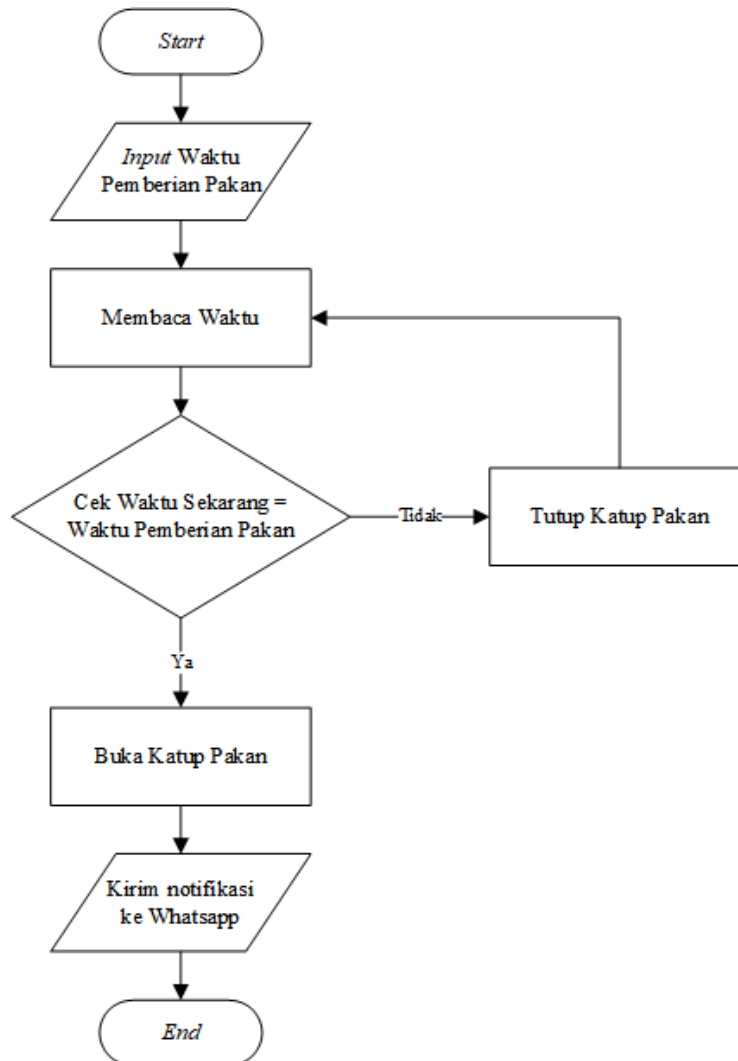 Start
Input Waktu
Pemberian Pakan
Membaca Waktu
Cek Waktu Sekarang =
Waktu Pemberian Pakan
Tidak
Tutup Katup Pakan
Ya
Buka Katup Pakan
Kirim notifikasi
ke Whatsapp
End